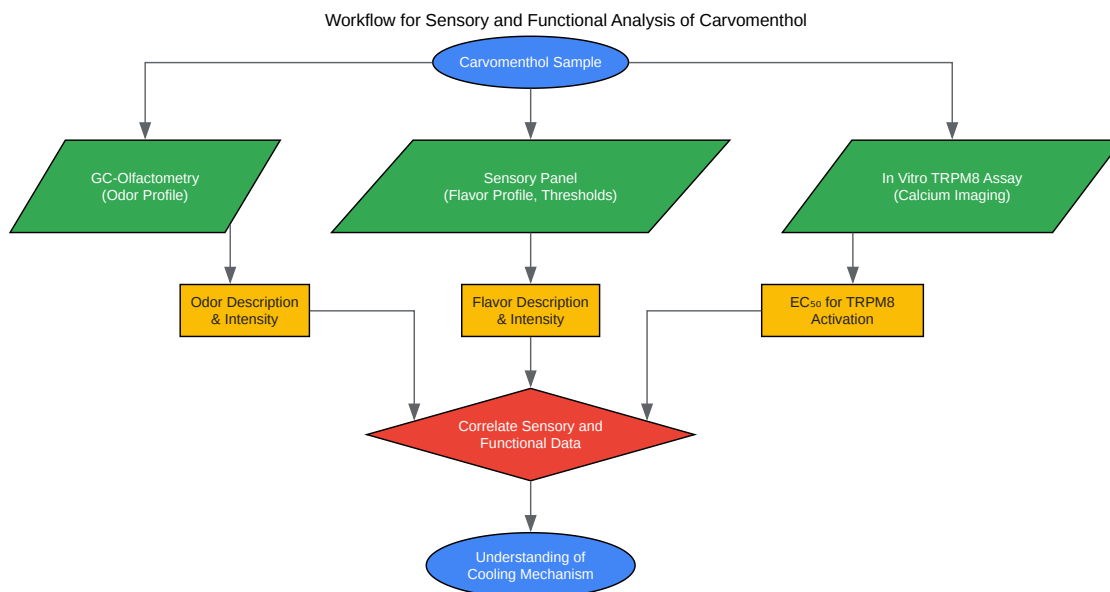 Workflow for Sensory and Functional Analysis of Carvomenthol
Carvomenthol Sample
GC-Olfactometry
(Odor Profile)
Sensory Panel
(Flavor Profile, Thresholds)
In Vitro TRPM8 Assay
(Calcium Imaging)
Odor Description
& Intensity
Flavor Description
& Intensity
EC₅₀ for TRPM8
Activation
Correlate Sensory and
Functional Data
Understanding of
Cooling Mechanism